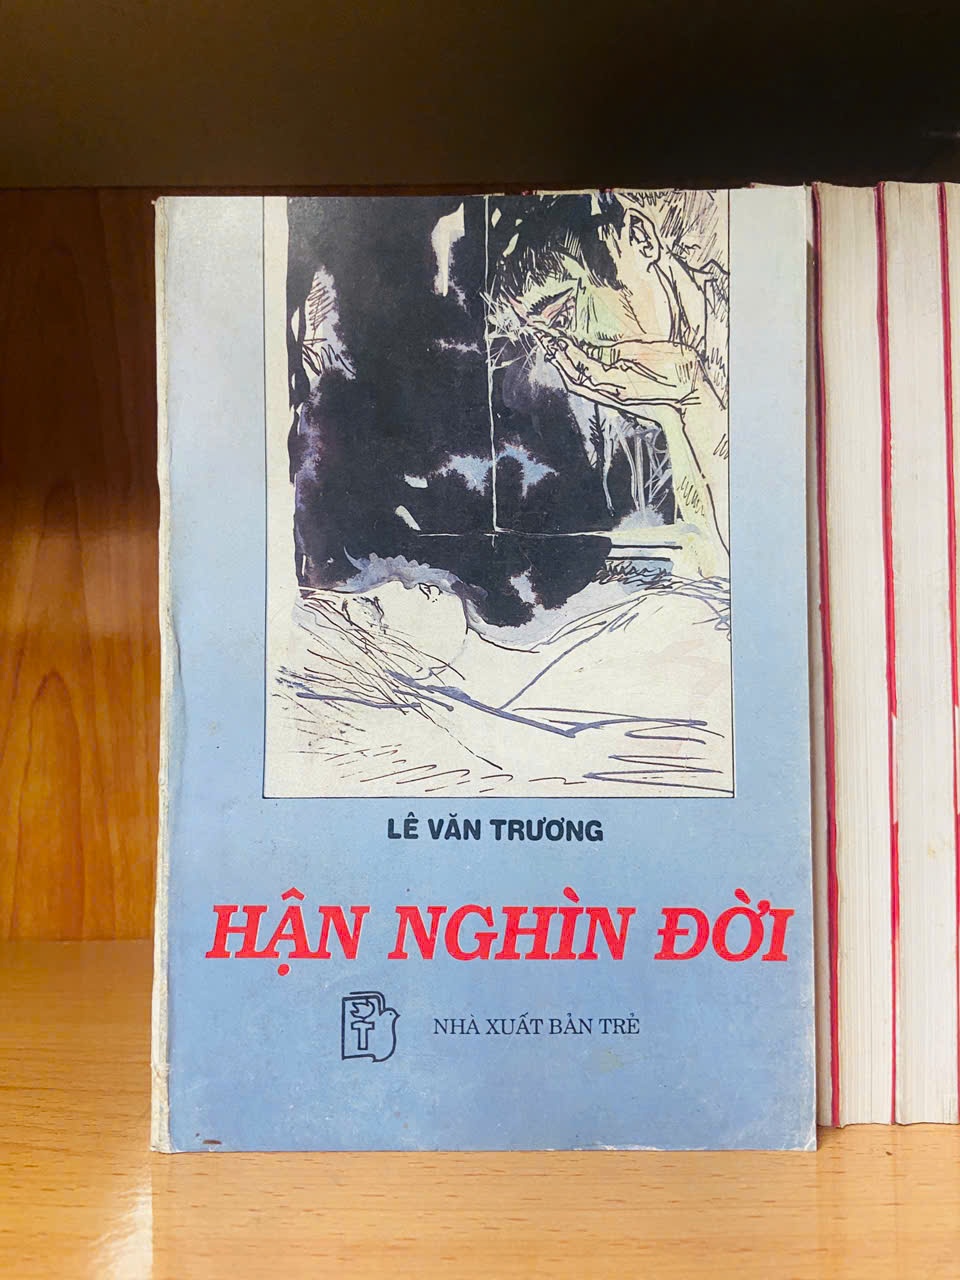 LÊ VĂN TRƯƠNG
HẬN NGHÌN ĐỜI
T
NHÀ XUẤT BẢN TRẺ